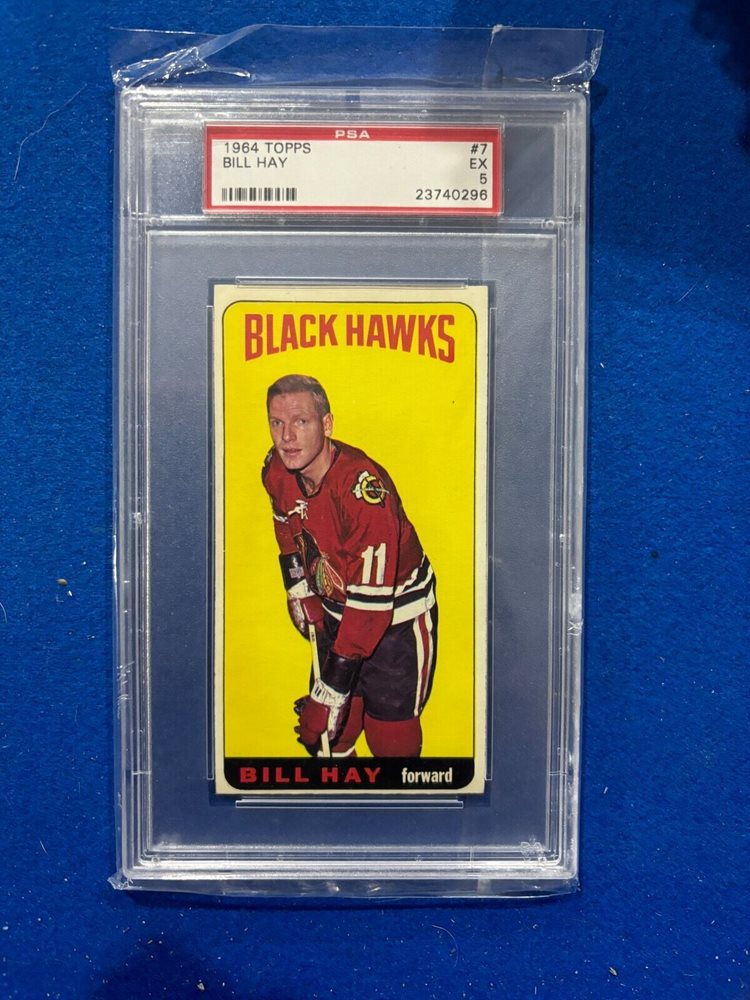 PSA
1964 TOPPS #7
BILL HAY EX
5
23740296
BLACK HAWKS
11
BILL HAY forward